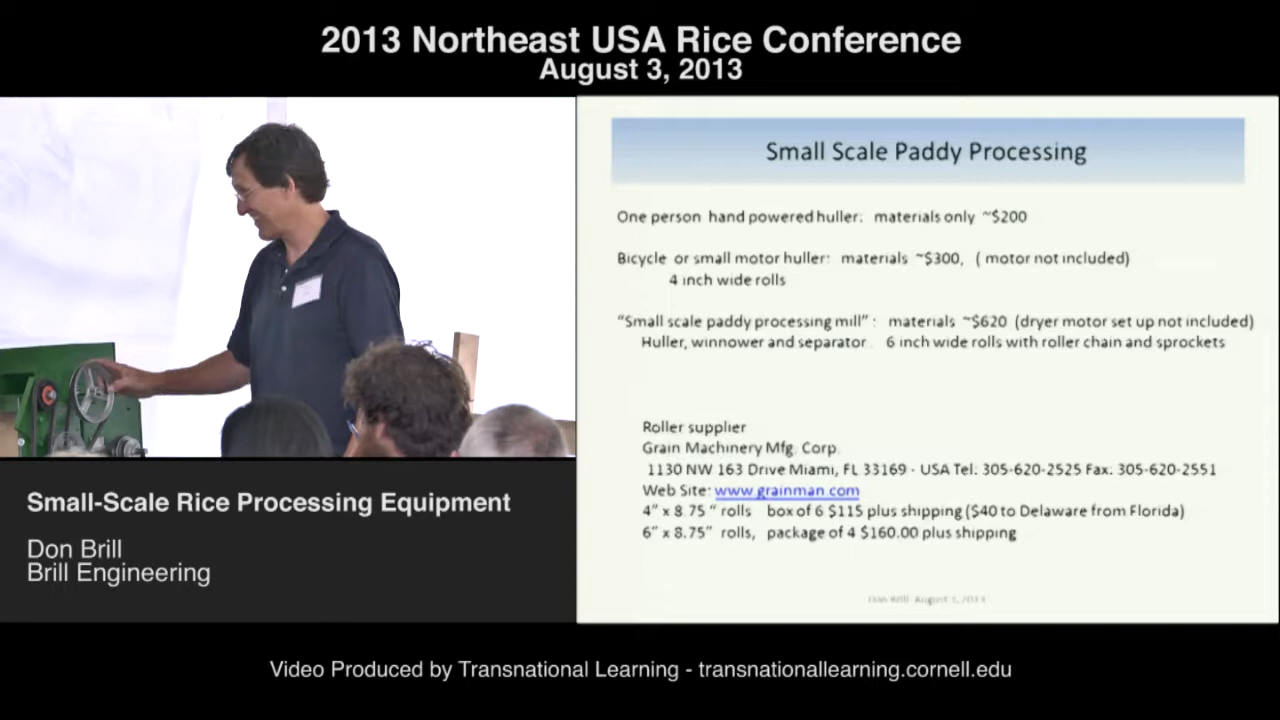 2013 Northeast USA Rice Conference
August 3, 2013
Small Scale Paddy Processing
One person hand powered huller: materials only ~$200
Bicycle or small motor huller: materials ~$300, ( motor not included)
4 inch wide rolls
“Small scale paddy processing mill” : materials ~$620 (dryer motor set up not included)
Huller, winnower and separator. 6 inch wide rolls with roller chain and sprockets
Roller supplier
Grain Machinery Mfg. Corp.
1130 NW 163 Drive Miami, FL 33169 - USA Tel. 305-620-2525 Fax. 305-620-2551
Web Site: www.grainman.com
4” x 8.75 “ rolls box of 6 $115 plus shipping ($40 to Delaware from Florida)
6” x 8.75” rolls, package of 4 $160.00 plus shipping
Don Brill August 3, 2013
Small-Scale Rice Processing Equipment
Don Brill
Brill Engineering
Video Produced by Transnational Learning - transnationallearning.cornell.edu